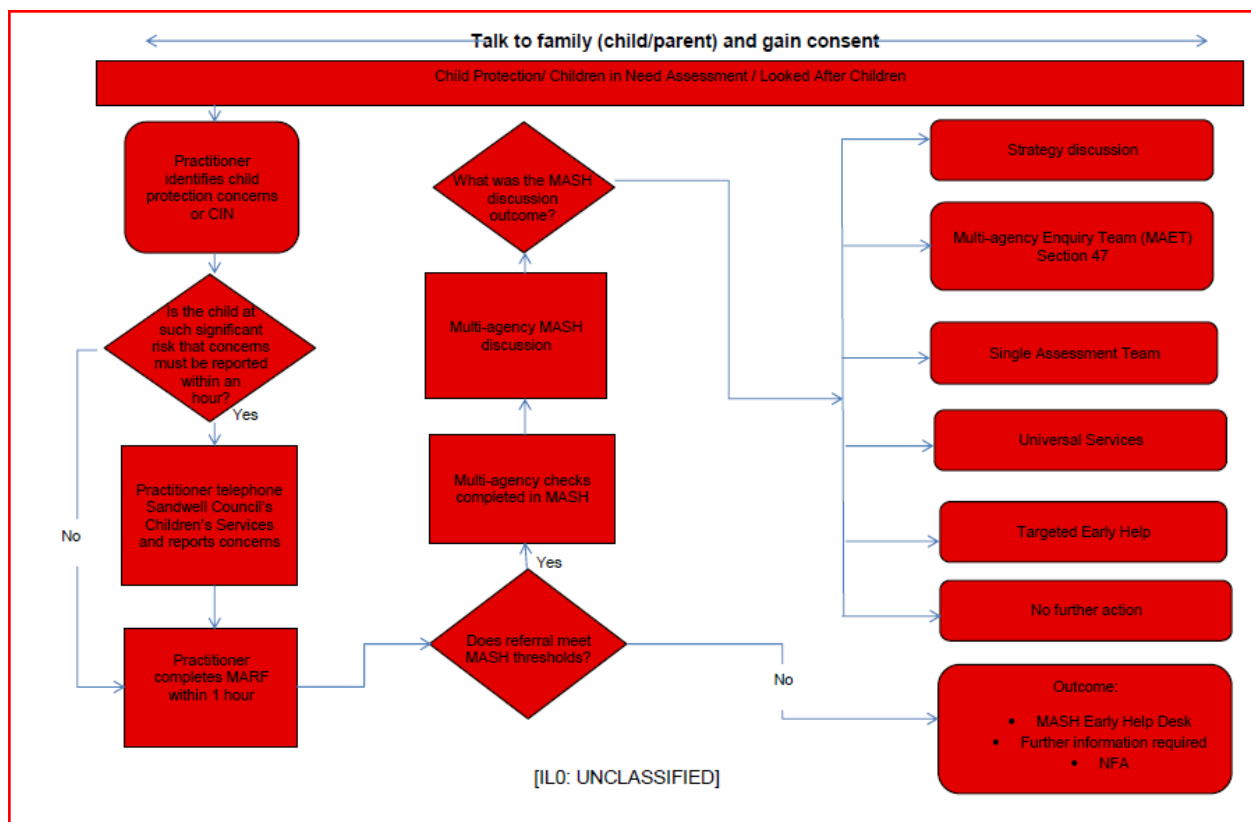 Talk to family (child/parent) and gain consent
Child Protection/ Children in Need Assessment / Looked After Children
Practitioner
identifies child
protection concerns
or CIN
Is the child at
such significant
risk that concerns
must be reported
within an
hour?
Yes
No
Practitioner telephone
Sandwell Council's
Children's Services
and reports concerns
Practitioner
completes MARF
within 1 hour
What was the MASH
discussion
outcome?
Multi-agency MASH
discussion
Multi-agency checks
completed in MASH
Yes
Does referral meet
MASH thresholds?
No
Strategy discussion
Multi-agency Enquiry Team (MAET)
Section 47
Single Assessment Team
Universal Services
Targeted Early Help
No further action
Outcome:
• MASH Early Help Desk
• Further information required
• NFA
[IL0: UNCLASSIFIED]